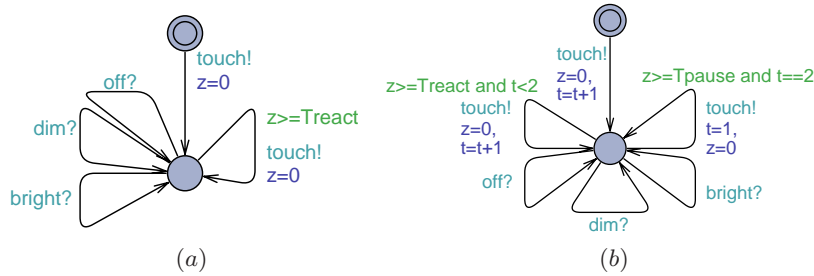 touch!
z=0
off?
z>=Treact
dim?
touch!
z=0
bright?
(a)
touch!
z=0,
t=t+1
z>=Treact and t<2
z>=Tpause and t==2
touch!
z=0,
t=t+1
touch!
t=1,
z=0
off?
bright?
dim?
(b)